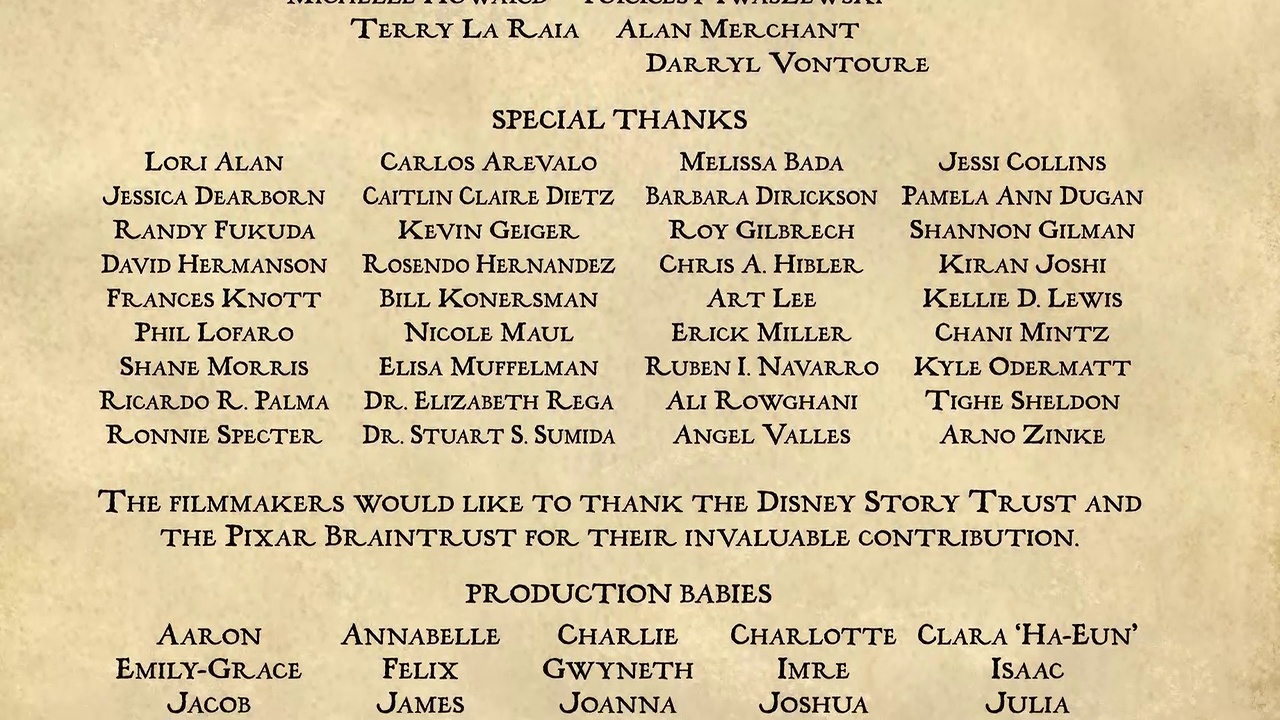 Terry La Raia Alan Merchant
Darryl Vontoure
SPECIAL THANKS
Lori Alan Carlos Arevalo Melissa Bada Jessi Collins
Jessica Dearborn Caitlin Claire Dietz Barbara Dirickson Pamela Ann Dugan
Randy Fukuda Kevin Geiger Roy Gilbrech Shannon Gilman
David Hermanson Rosendo Hernandez Chris A. Hibler Kiran Joshi
Frances Knott Bill Konersman Art Lee Kellie D. Lewis
Phil Lofaro Nicole Maul Erick Miller Chani Mintz
Shane Morris Elisa Muffelman Ruben I. Navarro Kyle Odermatt
Ricardo R. Palma Dr. Elizabeth Rega Ali Rowghani Tighe Sheldon
Ronnie Specter Dr. Stuart S. Sumida Angel Valles Arno Zinke
The filmmakers would like to thank the Disney Story Trust and
the Pixar Braintrust for their invaluable contribution.
PRODUCTION BABIES
Aaron Annabelle Charlie Charlotte Clara ‘Ha-Eun’
Emily-Grace Felix Gwyneth Imre Isaac
Jacob James Joanna Joshua Julia